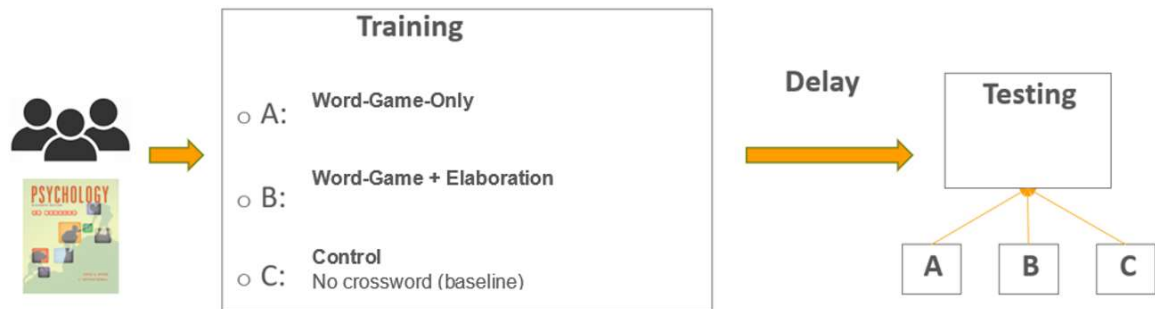 Training
A: Word-Game-Only
B: Word-Game + Elaboration
C: Control
No crossword (baseline)
PSYCHOLOGY
Delay
Testing
A B C